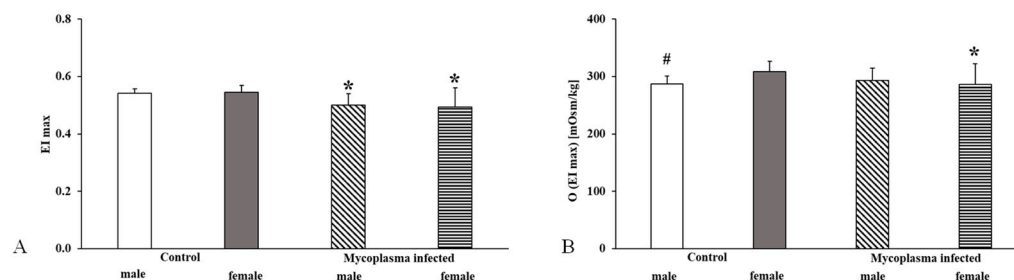 0.8
0.6
0.4
0.2
0.0
EI max
* *
A
Control Mycoplasma infected
male female male female
400
300
200
100
0
O (EI max) [mOsm/kg]
# *
B
Control Mycoplasma infected
male female male female